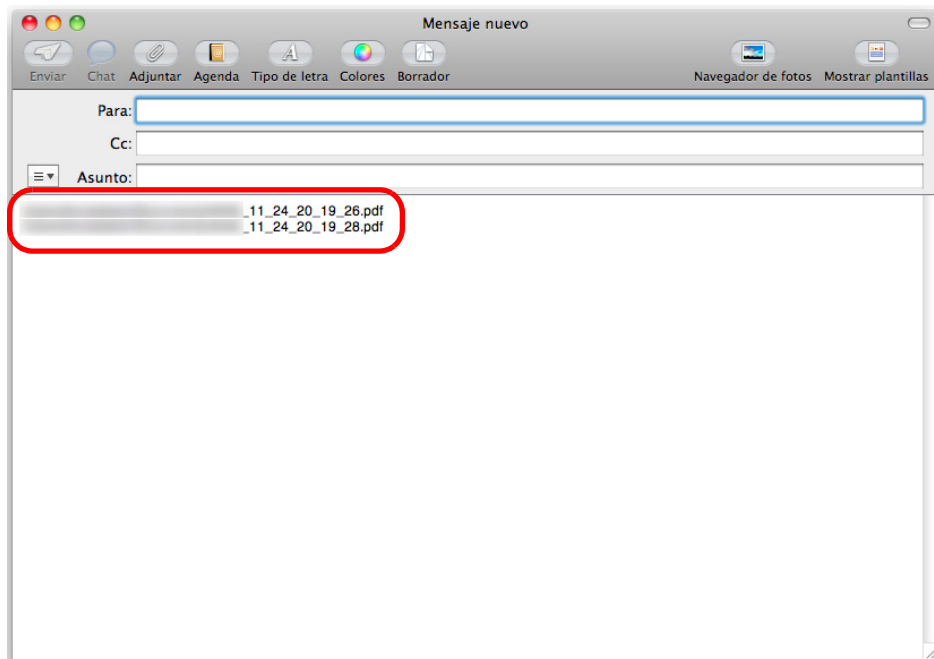 Mensaje nuevo
Enviar Chat Adjuntar Agenda Tipo de letra Colores Borrador Navegador de fotos Mostrar plantillas
Para:
Cc:
Asunto:
_11_24_20_19_26.pdf
_11_24_20_19_28.pdf